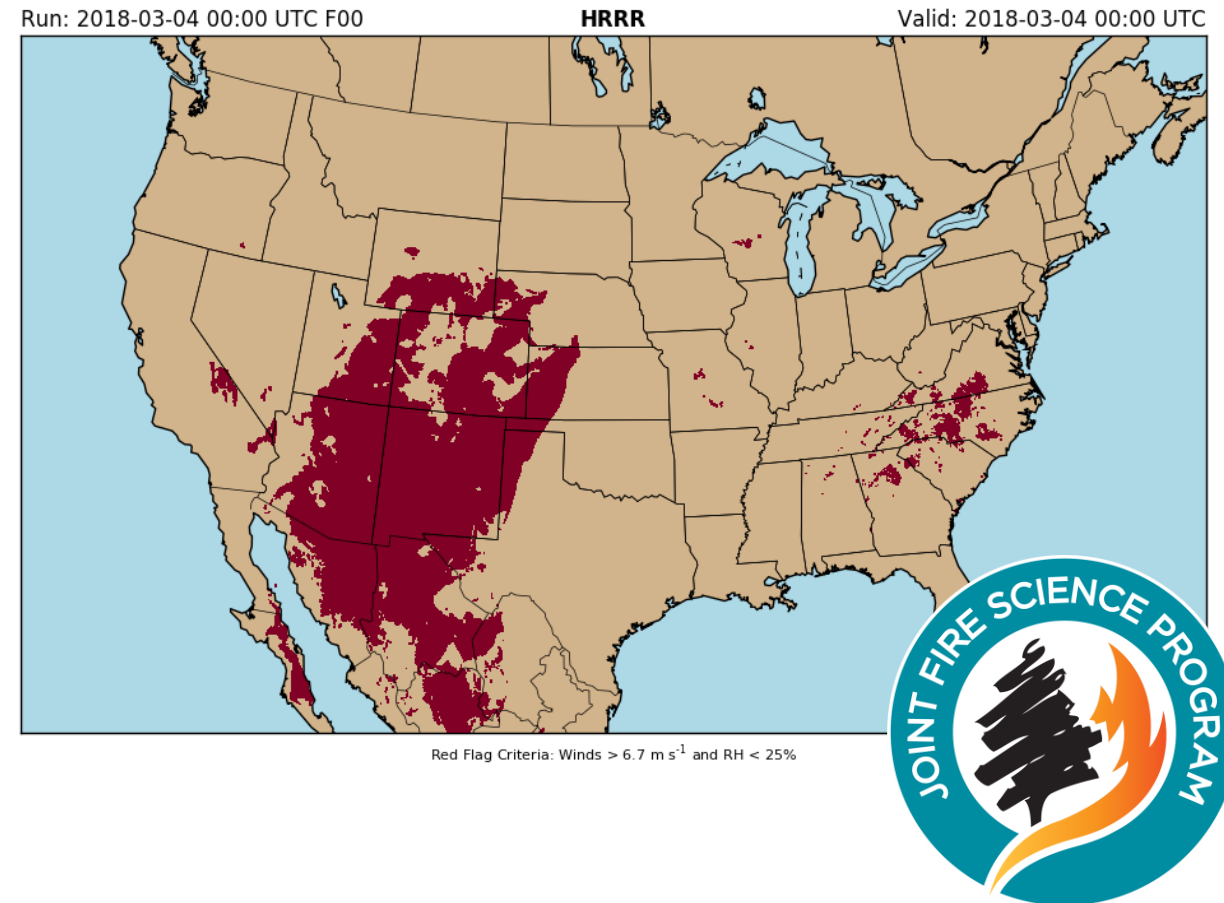 Run: 2018-03-04 00:00 UTC F00
HRRR
Valid: 2018-03-04 00:00 UTC
Red Flag Criteria: Winds > 6.7 m s⁻¹ and RH < 25%
JOINT FIRE SCIENCE PROGRAM